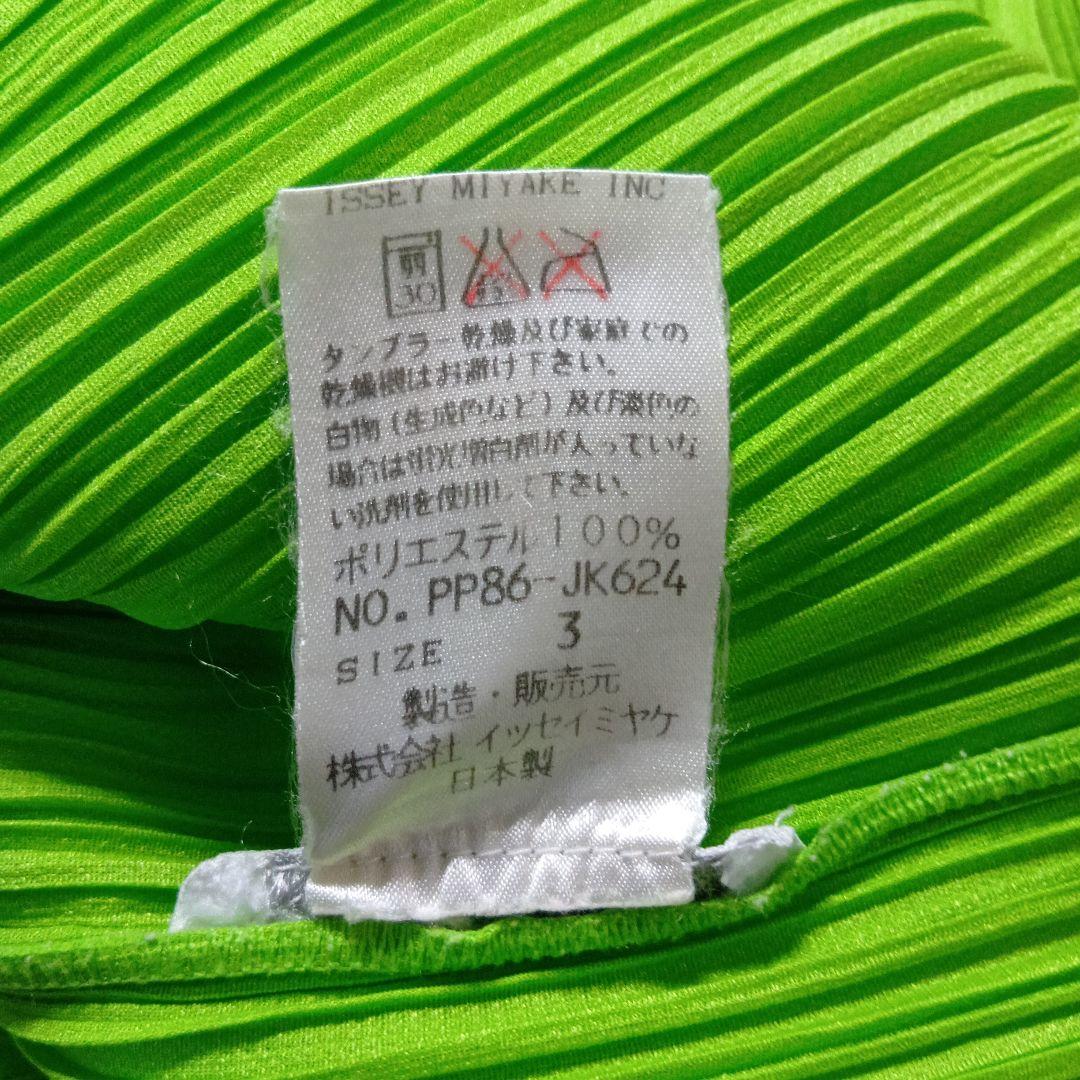 ISSEY MIYAKE INC
弱
30
タンブラー乾燥及び家庭での
乾燥機はお避け下さい。
白物(生成色など)及び淡色の
場合は蛍光増白剤が入っていな
い洗剤を使用して下さい。
ポリエステル100%
NO. PP86-JK624
SIZE 3
製造・販売元
株式会社 イッセイミヤケ
日本製